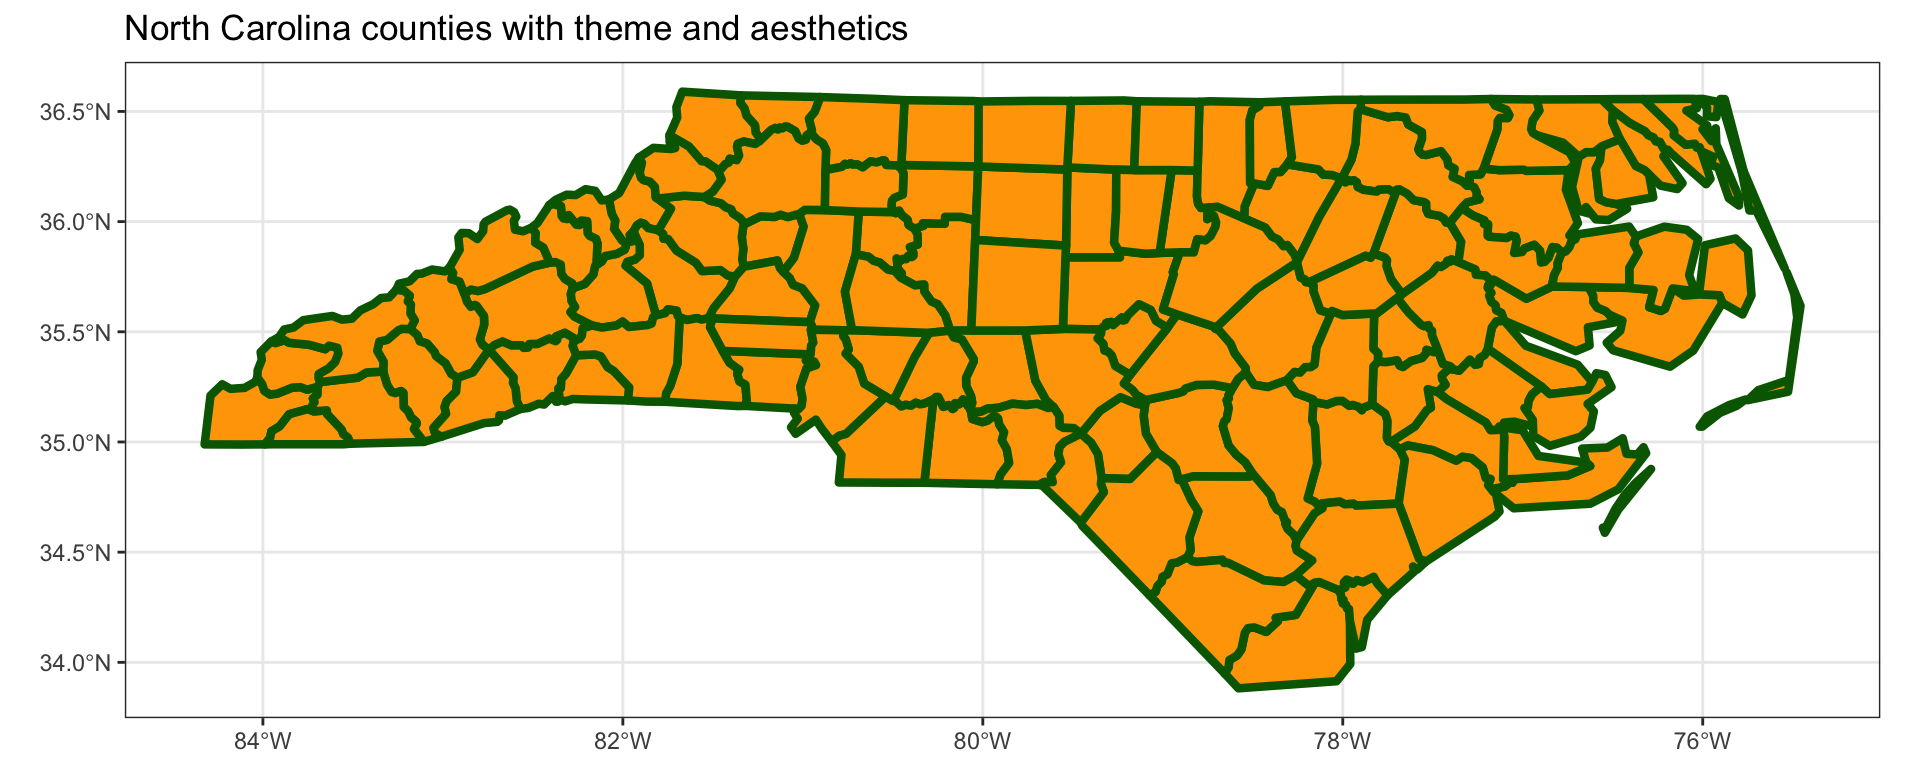 North Carolina counties with theme and aesthetics
36.5°N
36.0°N
35.5°N
35.0°N
34.5°N
34.0°N
84°W 82°W 80°W 78°W 76°W